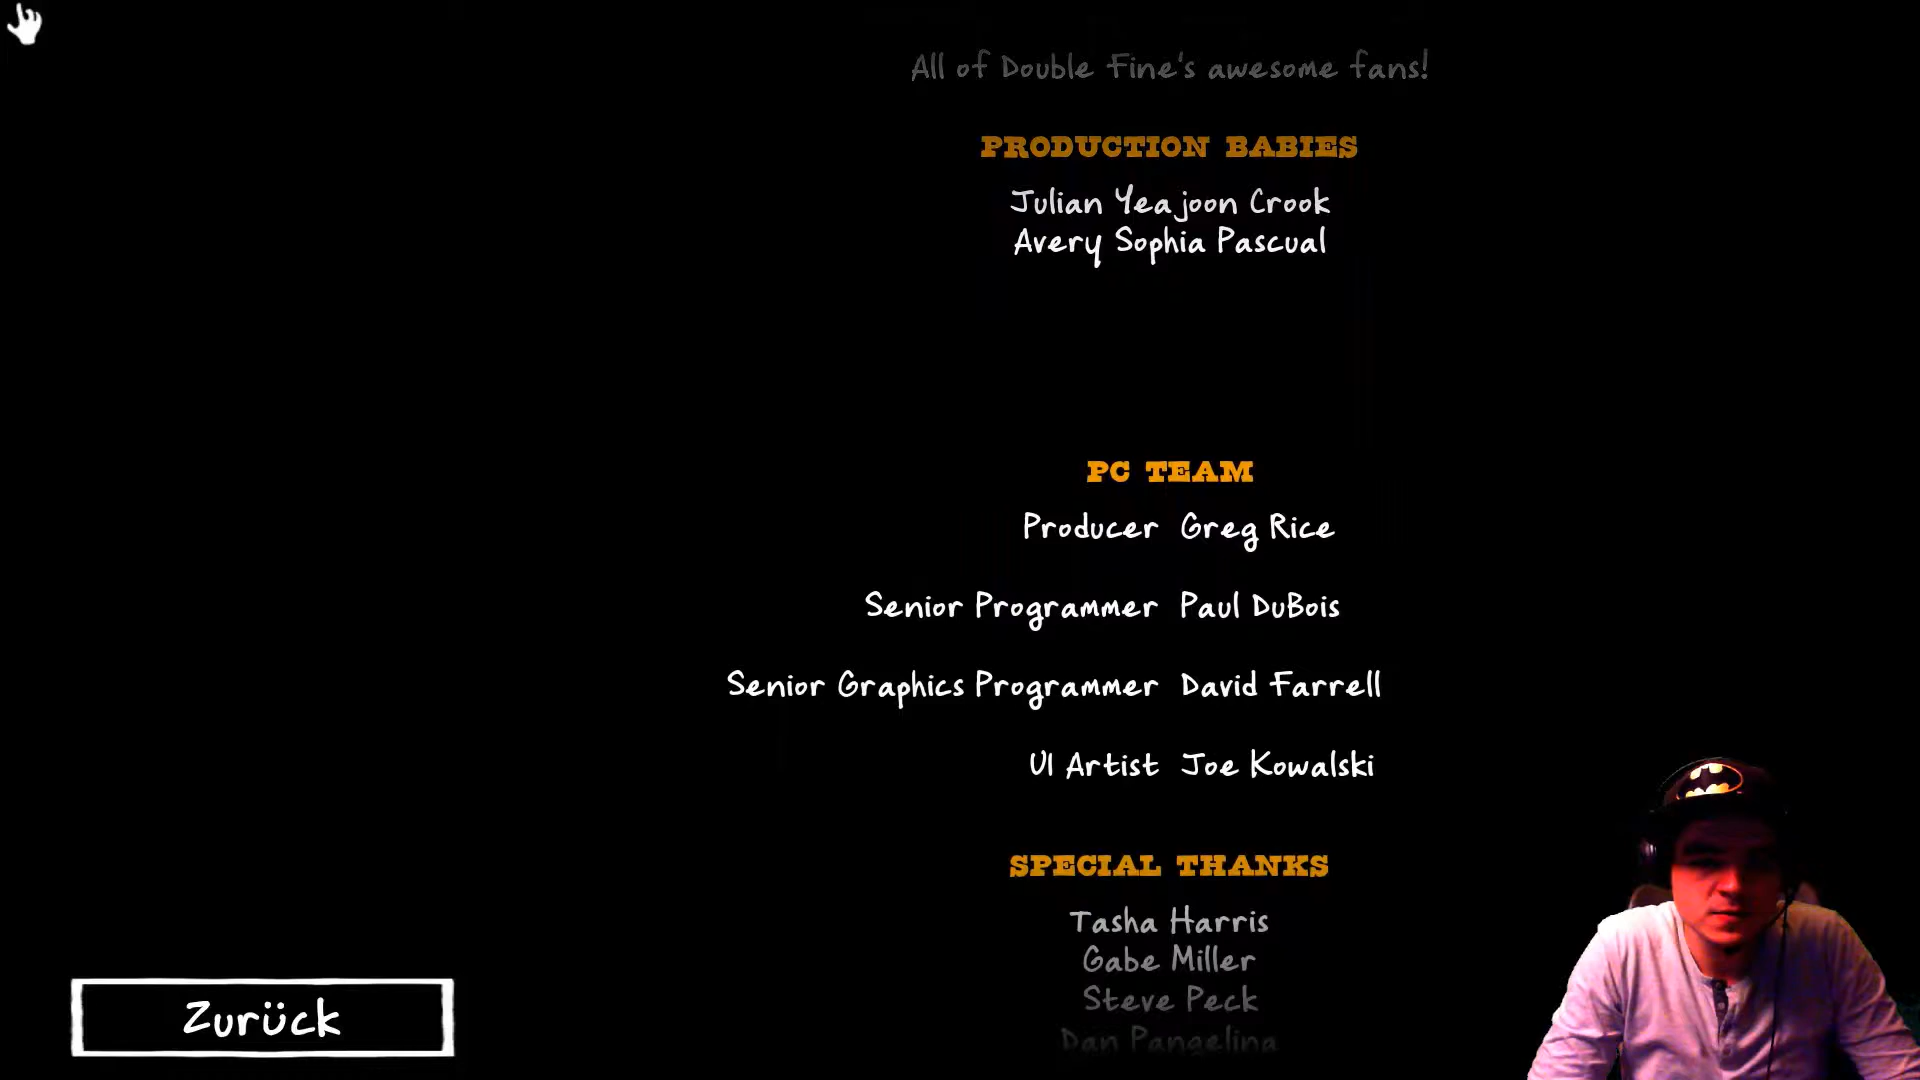 All of Double Fine's awesome fans!
PRODUCTION BABIES
Julian Yeajoon Crook
Avery Sophia Pascual
PC TEAM
Producer Greg Rice
Senior Programmer Paul DuBois
Senior Graphics Programmer David Farrell
UI Artist Joe Kowalski
SPECIAL THANKS
Tasha Harris
Gabe Miller
Steve Peck
Dan Pangelina
Zurück